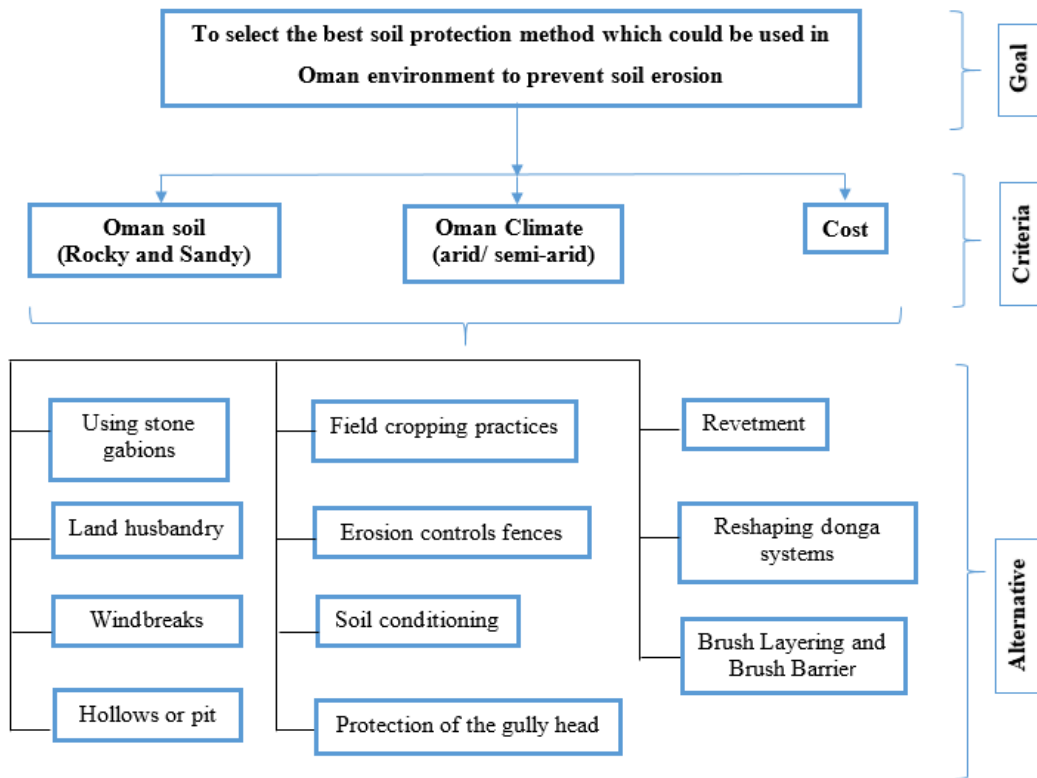 To select the best soil protection method which could be used in
Oman environment to prevent soil erosion
Goal
Oman soil
(Rocky and Sandy)
Oman Climate
(arid/ semi-arid)
Cost
Criteria
Using stone
gabions
Land husbandry
Windbreaks
Hollows or pit
Field cropping practices
Erosion controls fences
Soil conditioning
Protection of the gully head
Revetment
Reshaping donga
systems
Brush Layering and
Brush Barrier
Alternative